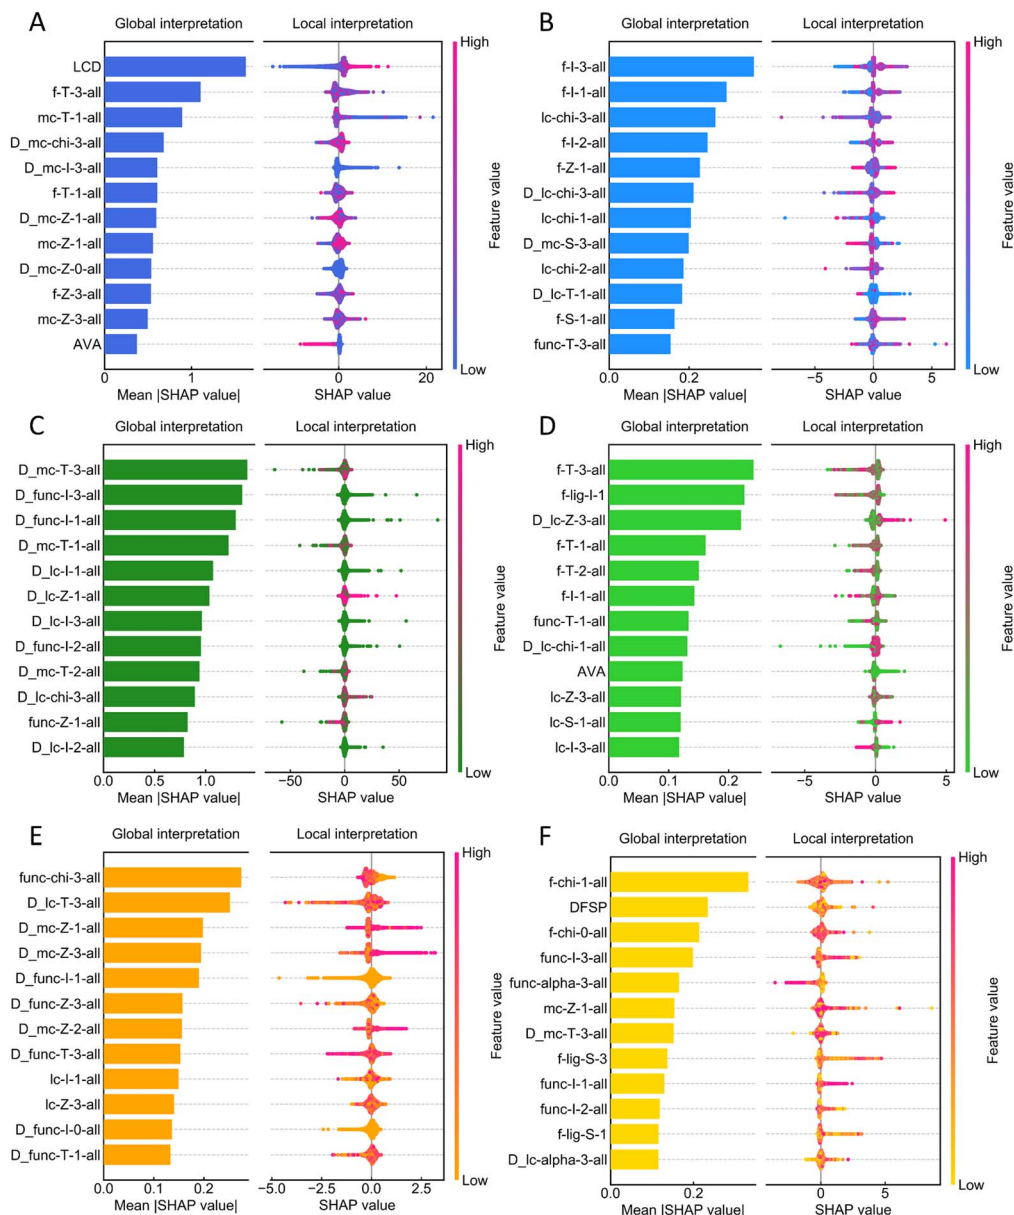 A
Global interpretation
Local interpretation
High
LCD
f-T-3-all
mc-T-1-all
D_mc-chi-3-all
D_mc-I-3-all
f-T-1-all
D_mc-Z-1-all
mc-Z-1-all
D_mc-Z-0-all
f-Z-3-all
mc-Z-3-all
AVA
Feature value
Low
0 1
0 20
Mean |SHAP value|
SHAP value
B
Global interpretation
Local interpretation
High
f-I-3-all
f-I-1-all
lc-chi-3-all
f-I-2-all
f-Z-1-all
D_lc-chi-3-all
lc-chi-1-all
D_mc-S-3-all
lc-chi-2-all
D_lc-T-1-all
f-S-1-all
func-T-3-all
Feature value
Low
0.0 0.2
−5 0 5
Mean |SHAP value|
SHAP value
C
Global interpretation
Local interpretation
High
D_mc-T-3-all
D_func-I-3-all
D_func-I-1-all
D_mc-T-1-all
D_lc-I-1-all
D_lc-Z-1-all
D_lc-I-3-all
D_func-I-2-all
D_mc-T-2-all
D_lc-chi-3-all
func-Z-1-all
D_lc-I-2-all
Feature value
Low
0.0 0.5 1.0
−50 0 50
Mean |SHAP value|
SHAP value
D
Global interpretation
Local interpretation
High
f-T-3-all
f-lig-I-1
D_lc-Z-3-all
f-T-1-all
f-T-2-all
f-I-1-all
func-T-1-all
D_lc-chi-1-all
AVA
lc-Z-3-all
lc-S-1-all
lc-I-3-all
Feature value
Low
0.0 0.1 0.2
−5 0 5
Mean |SHAP value|
SHAP value
E
Global interpretation
Local interpretation
High
func-chi-3-all
D_lc-T-3-all
D_mc-Z-1-all
D_mc-Z-3-all
D_func-I-1-all
D_func-Z-3-all
D_mc-Z-2-all
D_func-T-3-all
lc-I-1-all
lc-Z-3-all
D_func-I-0-all
D_func-T-1-all
Feature value
Low
0.0 0.1 0.2
−5.0 −2.5 0.0 2.5
Mean |SHAP value|
SHAP value
F
Global interpretation
Local interpretation
High
f-chi-1-all
DFSP
f-chi-0-all
func-I-3-all
func-alpha-3-all
mc-Z-1-all
D_mc-T-3-all
f-lig-S-3
func-I-1-all
func-I-2-all
f-lig-S-1
D_lc-alpha-3-all
Feature value
Low
0.0 0.2
0 5
Mean |SHAP value|
SHAP value